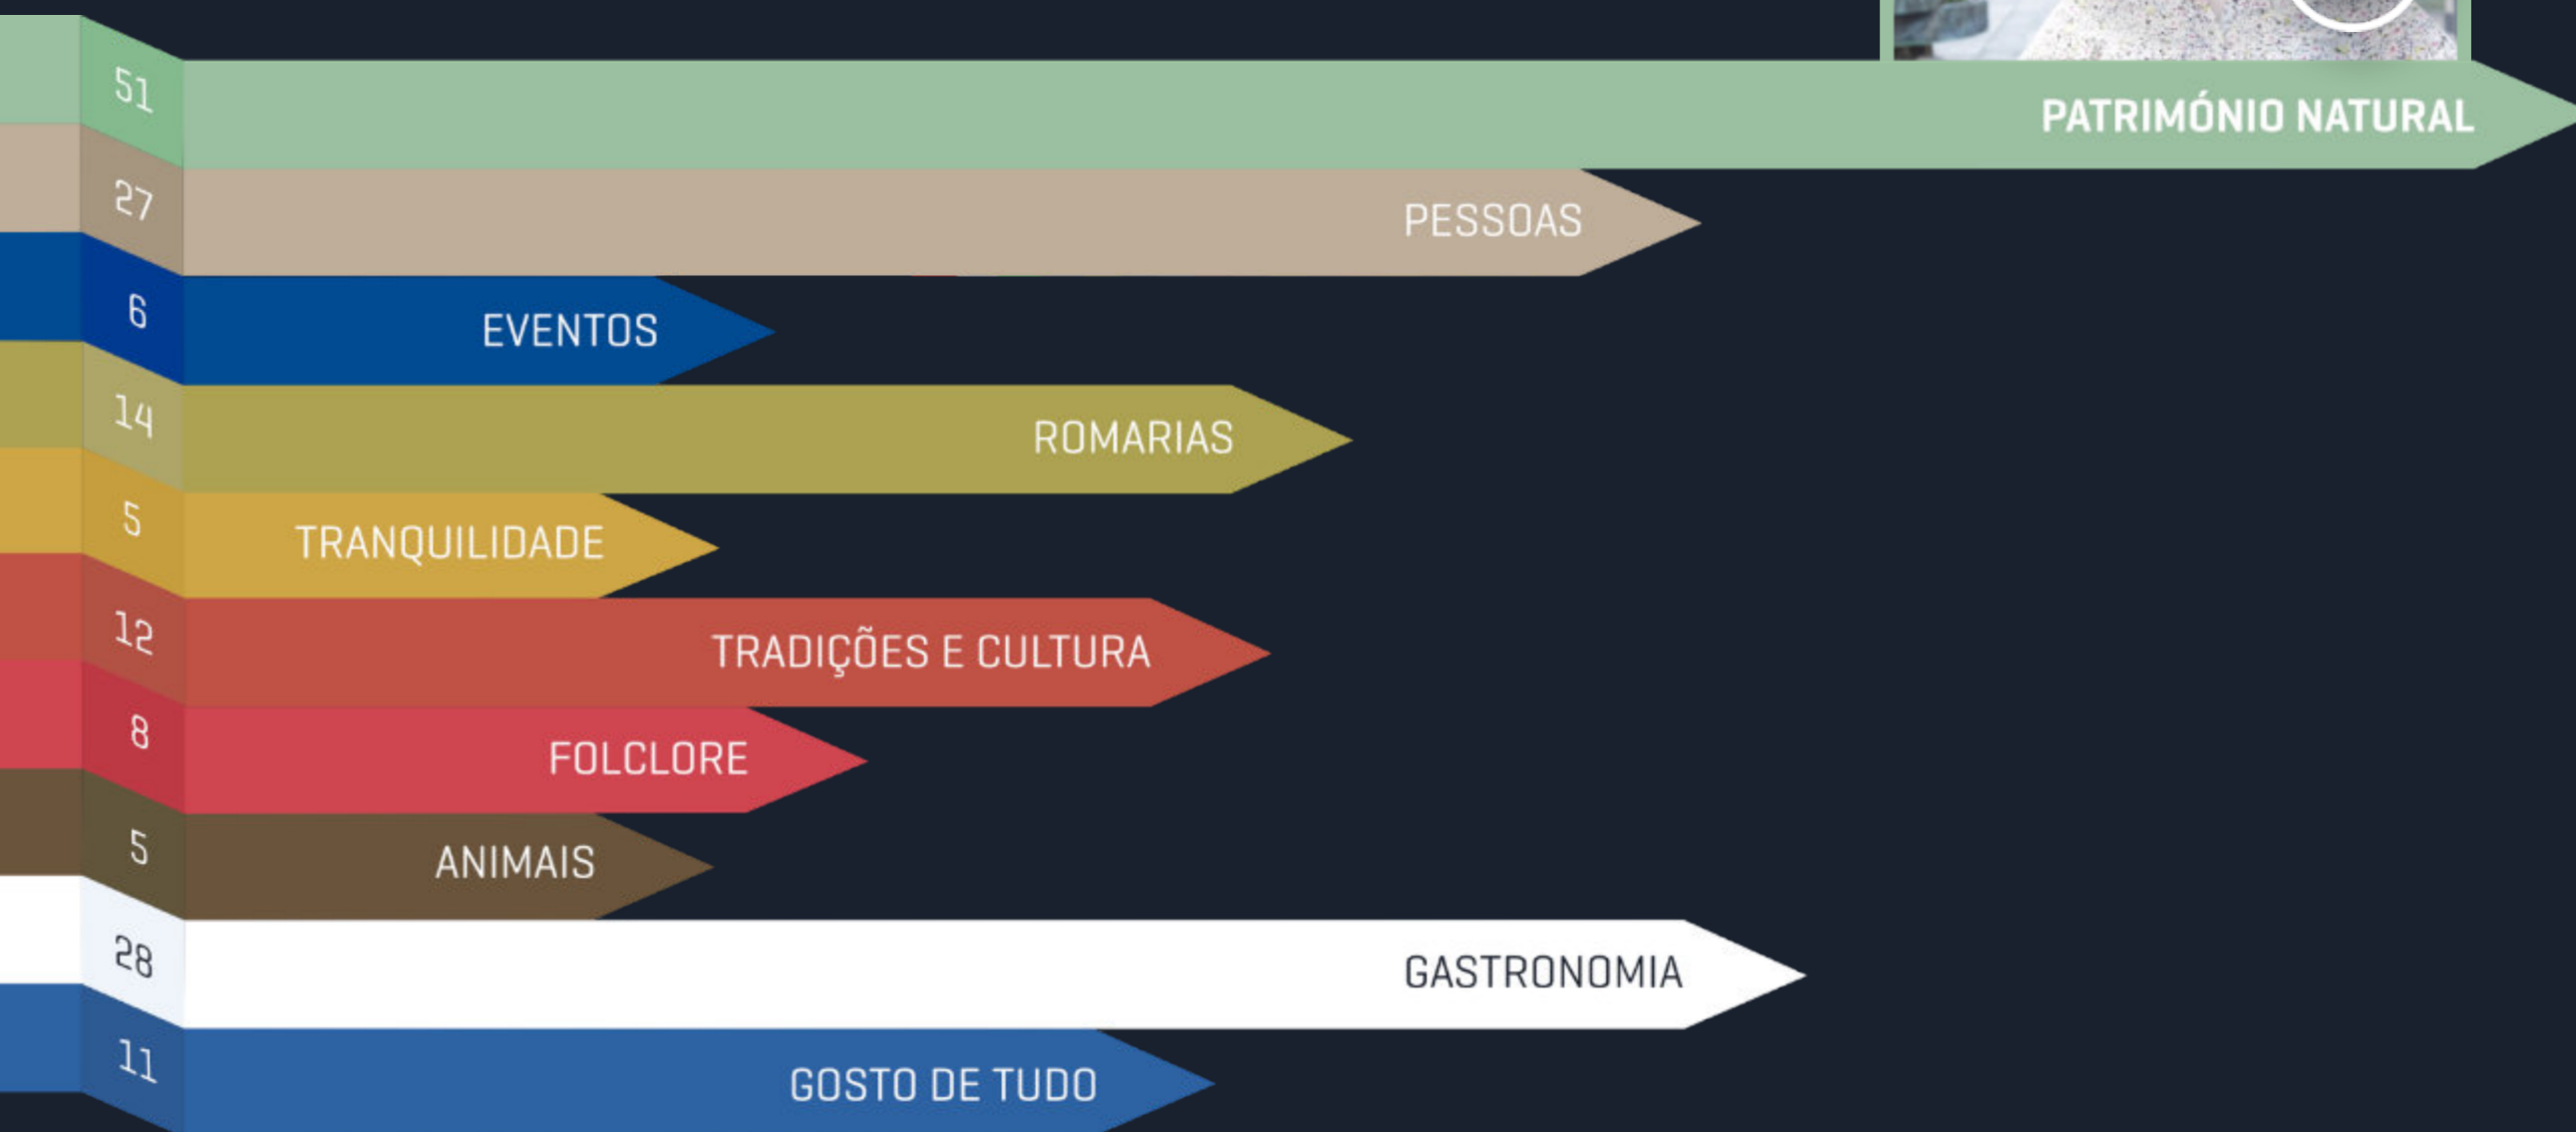 51 PATRIMÓNIO NATURAL
27 PESSOAS
6 EVENTOS
14 ROMARIAS
5 TRANQUILIDADE
12 TRADIÇÕES E CULTURA
8 FOLCLORE
5 ANIMAIS
28 GASTRONOMIA
11 GOSTO DE TUDO